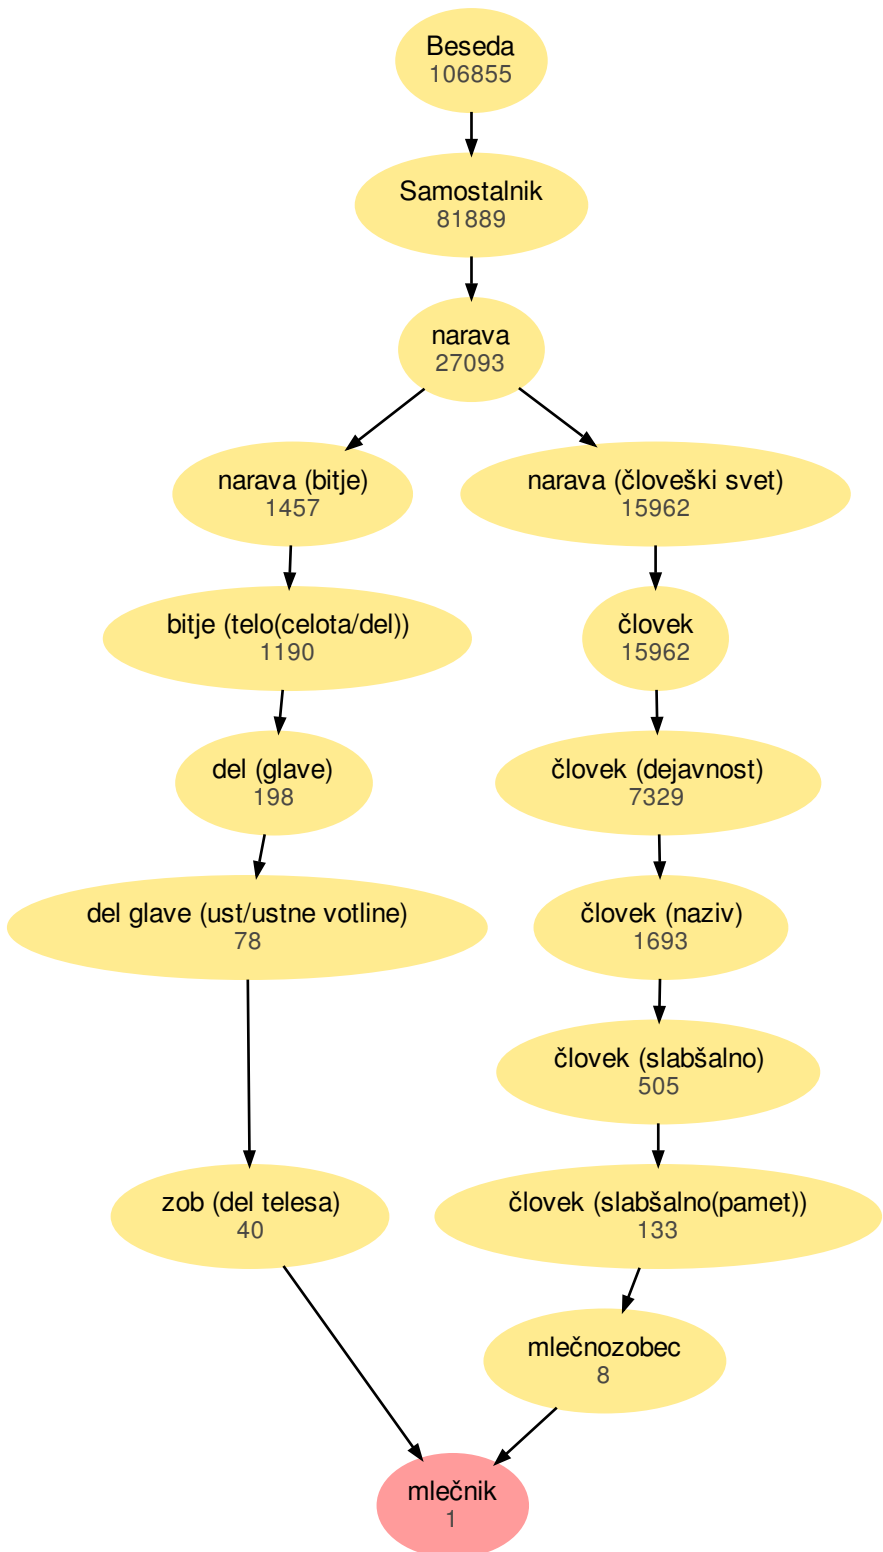 Beseda
106855
Samostalnik
81889
narava
27093
narava (bitje)
1457
narava (človeški svet)
15962
bitje (telo(celota/del))
1190
človek
15962
del (glave)
198
človek (dejavnost)
7329
del glave (ust/ustne votline)
78
človek (naziv)
1693
človek (slabšalno)
505
zob (del telesa)
40
človek (slabšalno(pamet))
133
mlečnozobec
8
mlečnik
1